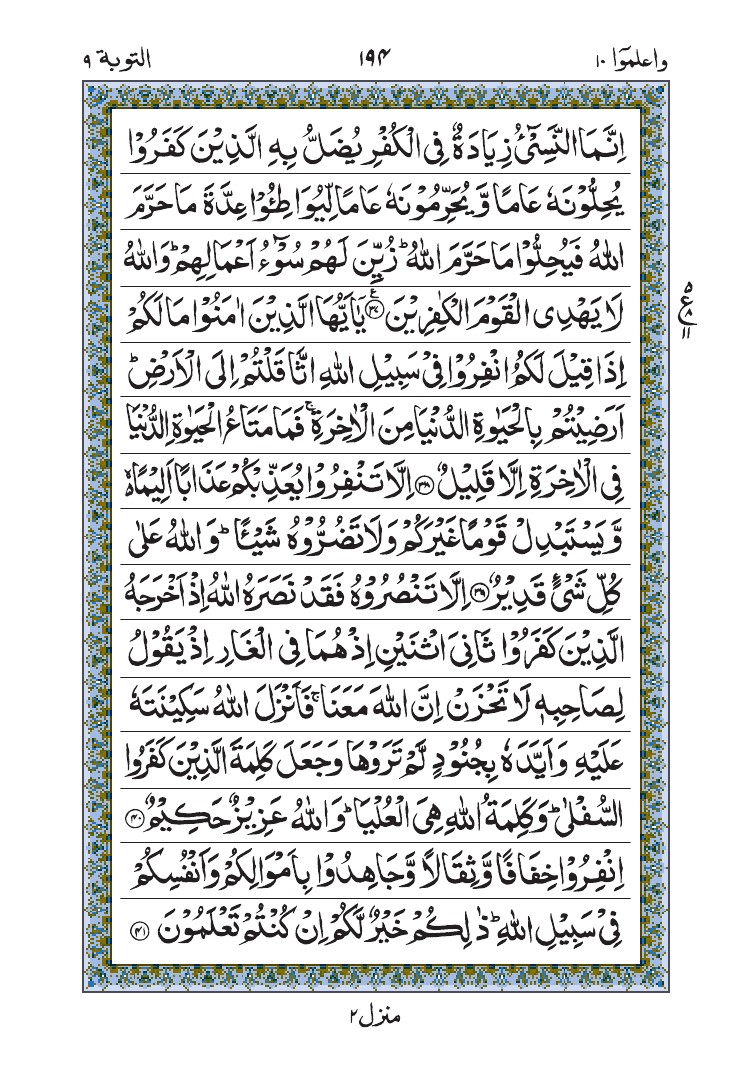 واعلموٓا ١٠ ١٩٤ التوبة ٩
اِنَّمَا النَّسِیْٓءُ زِیَادَةٌ فِی الْكُفْرِ یُضَلُّ بِهِ الَّذِیْنَ كَفَرُوْا
یُحِلُّوْنَهٗ عَامًا وَّ یُحَرِّمُوْنَهٗ عَامًا لِّیُوَاطِـُٔوْا عِدَّةَ مَا حَرَّمَ
اللّٰهُ فَیُحِلُّوْا مَا حَرَّمَ اللّٰهُ ؕ زُیِّنَ لَهُمْ سُوْٓءُ اَعْمَالِهِمْ ؕ وَ اللّٰهُ
لَا یَهْدِی الْقَوْمَ الْكٰفِرِیْنَ ۟ع ﴿۳۷﴾ یٰۤاَیُّهَا الَّذِیْنَ اٰمَنُوْا مَا لَكُمْ
اِذَا قِیْلَ لَكُمُ انْفِرُوْا فِیْ سَبِیْلِ اللّٰهِ اثَّا قَلْتُمْ اِلَی الْاَرْضِ ؕ
اَرَضِیْتُمْ بِالْحَیٰوةِ الدُّنْیَا مِنَ الْاٰخِرَةِ ۚ فَمَا مَتَاعُ الْحَیٰوةِ الدُّنْیَا
فِی الْاٰخِرَةِ اِلَّا قَلِیْلٌ ﴿۳۸﴾ اِلَّا تَنْفِرُوْا یُعَذِّبْكُمْ عَذَابًا اَلِیْمًا ۙ۬
وَّ یَسْتَبْدِلْ قَوْمًا غَیْرَكُمْ وَ لَا تَضُرُّوْهُ شَیْـًٔا ؕ وَ اللّٰهُ عَلٰی
كُلِّ شَیْءٍ قَدِیْرٌ ﴿۳۹﴾ اِلَّا تَنْصُرُوْهُ فَقَدْ نَصَرَهُ اللّٰهُ اِذْ اَخْرَجَهُ
الَّذِیْنَ كَفَرُوْا ثَانِیَ اثْنَیْنِ اِذْ هُمَا فِی الْغَارِ اِذْ یَقُوْلُ
لِصَاحِبِهٖ لَا تَحْزَنْ اِنَّ اللّٰهَ مَعَنَا ۚ فَاَنْزَلَ اللّٰهُ سَكِیْنَتَهٗ
عَلَیْهِ وَ اَیَّدَهٗ بِجُنُوْدٍ لَّمْ تَرَوْهَا وَ جَعَلَ كَلِمَةَ الَّذِیْنَ كَفَرُوا
السُّفْلٰی ؕ وَ كَلِمَةُ اللّٰهِ هِیَ الْعُلْیَا ؕ وَ اللّٰهُ عَزِیْزٌ حَكِیْمٌ ﴿۴۰﴾
اِنْفِرُوْا خِفَافًا وَّ ثِقَالًا وَّ جَاهِدُوْا بِاَمْوَالِكُمْ وَ اَنْفُسِكُمْ
فِیْ سَبِیْلِ اللّٰهِ ؕ ذٰلِكُمْ خَیْرٌ لَّكُمْ اِنْ كُنْتُمْ تَعْلَمُوْنَ ﴿۴۱﴾
۵
ع
۸
۱۱
منزل ٢